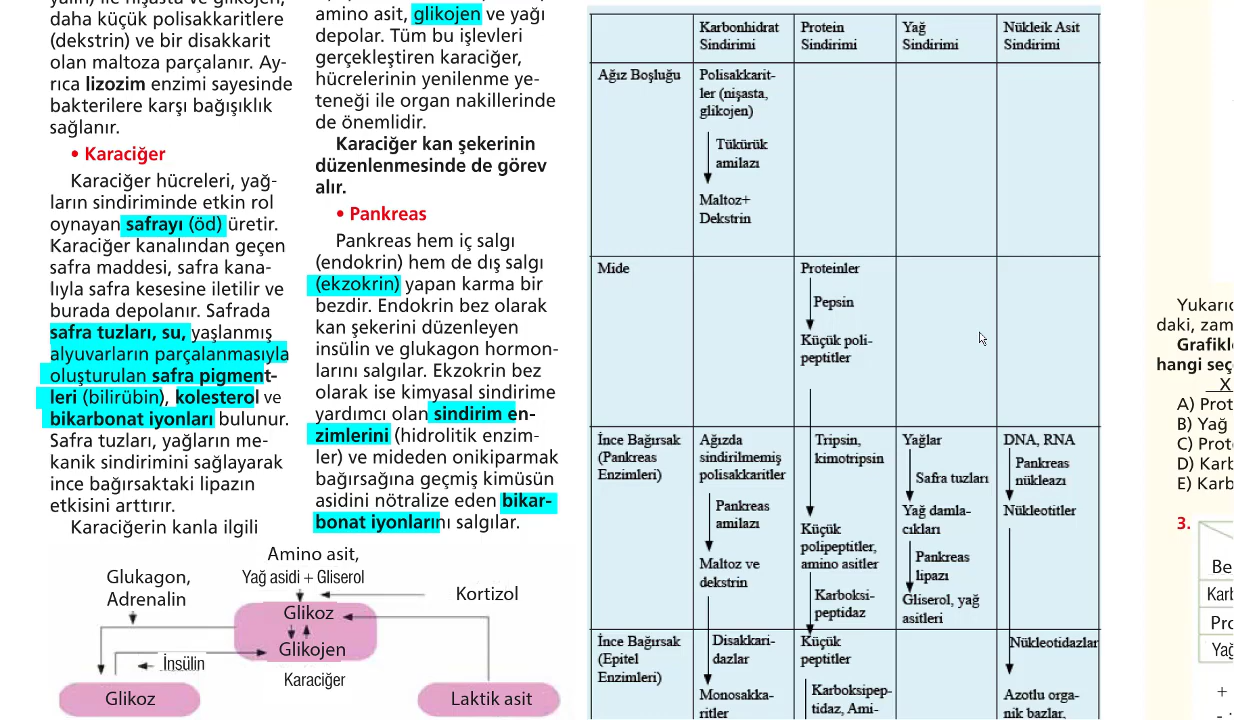 yalın) ile nişasta ve glikojen,
daha küçük polisakkaritlere
(dekstrin) ve bir disakkarit
olan maltoza parçalanır. Ay-
rıca lizozim enzimi sayesinde
bakterilere karşı bağışıklık
sağlanır.
• Karaciğer
Karaciğer hücreleri, yağ-
ların sindiriminde etkin rol
oynayan safrayı (öd) üretir.
Karaciğer kanalından geçen
safra maddesi, safra kana-
lıyla safra kesesine iletilir ve
burada depolanır. Safrada
safra tuzları, su, yaşlanmış
alyuvarların parçalanmasıyla
oluşturulan safra pigment-
leri (bilirübin), kolesterol ve
bikarbonat iyonları bulunur.
Safra tuzları, yağların me-
kanik sindirimini sağlayarak
ince bağırsaktaki lipazın
etkisini arttırır.
Karaciğerin kanla ilgili
amino asit, glikojen ve yağı
depolar. Tüm bu işlevleri
gerçekleştiren karaciğer,
hücrelerinin yenilenme ye-
teneği ile organ nakillerinde
de önemlidir.
Karaciğer kan şekerinin
düzenlenmesinde de görev
alır.
• Pankreas
Pankreas hem iç salgı
(endokrin) hem de dış salgı
(ekzokrin) yapan karma bir
bezdir. Endokrin bez olarak
kan şekerini düzenleyen
insülin ve glukagon hormon-
larını salgılar. Ekzokrin bez
olarak ise kimyasal sindirime
yardımcı olan sindirim en-
zimlerini (hidrolitik enzim-
ler) ve mideden onikiparmak
bağırsağına geçmiş kimüsün
asidini nötralize eden bikar-
bonat iyonlarını salgılar.
Amino asit,
Yağ asidi + Gliserol
Glukagon,
Adrenalin
Kortizol
Glikoz
Glikojen
İnsülin
Karaciğer
Glikoz
Laktik asit
Karbonhidrat
Sindirimi
Protein
Sindirimi
Yağ
Sindirimi
Nükleik Asit
Sindirimi
Ağız Boşluğu
Polisakkarit-
ler (nişasta,
glikojen)
Tükürük
amilazı
Maltoz+
Dekstrin
Mide
Proteinler
Pepsin
Küçük poli-
peptitler
İnce Bağırsak
(Pankreas
Enzimleri)
Ağızda
sindirilmemiş
polisakkaritler
Pankreas
amilazı
Maltoz ve
dekstrin
Tripsin,
kimotripsin
Küçük
polipeptitler,
amino asitler
Karboksi-
peptidaz
Yağlar
Safra tuzları
Yağ damla-
cıkları
Pankreas
lipazı
Gliserol, yağ
asitleri
DNA, RNA
Pankreas
nükleazı
Nükleotitler
İnce Bağırsak
(Epitel
Enzimleri)
Disakkari-
dazlar
Monosakka-
ritler
Küçük
peptitler
Karboksipep-
tidaz, Ami-
Nükleotidazlar
Azotlu orga-
nik bazlar,
Yukarıd
daki, zam
Grafikle
hangi seçe
X
A) Prot
B) Yağ
C) Prote
D) Karb
E) Karb
3.
Be
Karb
Pro
Yağ
+
- :